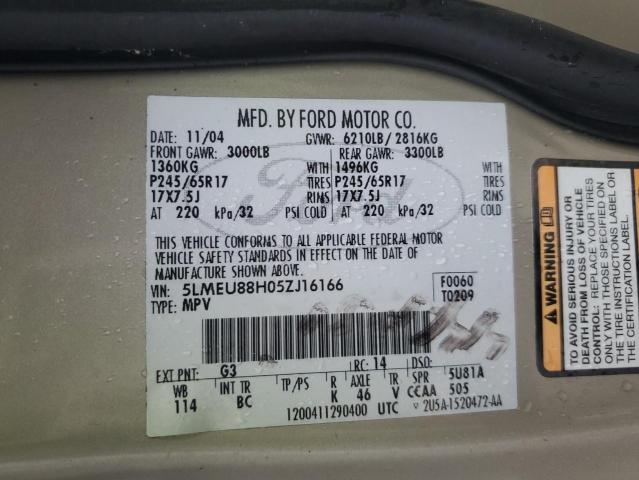 MFD. BY FORD MOTOR CO.
DATE: 11/04 GVWR: 6210LB/ 2816KG
FRONT GAWR: 3000LB REAR GAWR: 3300LB
1360KG WITH 1496KG WITH
P245/65R17 TIRES P245/65R17 TIRES
17X7.5J RIMS 17X7.5J RIMS
AT 220 kPa/32 PSI COLD AT 220 kPa/32 PSI COLD
THIS VEHICLE CONFORMS TO ALL APPLICABLE FEDERAL MOTOR
VEHICLE SAFETY STANDARDS IN EFFECT ON THE DATE OF
MANUFACTURE SHOWN ABOVE.
VIN: 5LMEU88H05ZJ16166 F0060
TYPE: MPV T0209
EXT PNT: G3 RC: 14 DSO:
WB INT TR TP/PS R AXLE TR SPR 5U81A
114 BC K 46 V CCAA 505
1200411290400 UTC 2U5A-1520472-AA
Ford
WARNING
TO AVOID SERIOUS INJURY OR
DEATH FROM LOSS OF VEHICLE
CONTROL: REPLACE YOUR TIRES
ONLY WITH THOSE SPECIFIED ON
THE TIRE INSTRUCTIONS LABEL OR
THE CERTIFICATION LABEL.